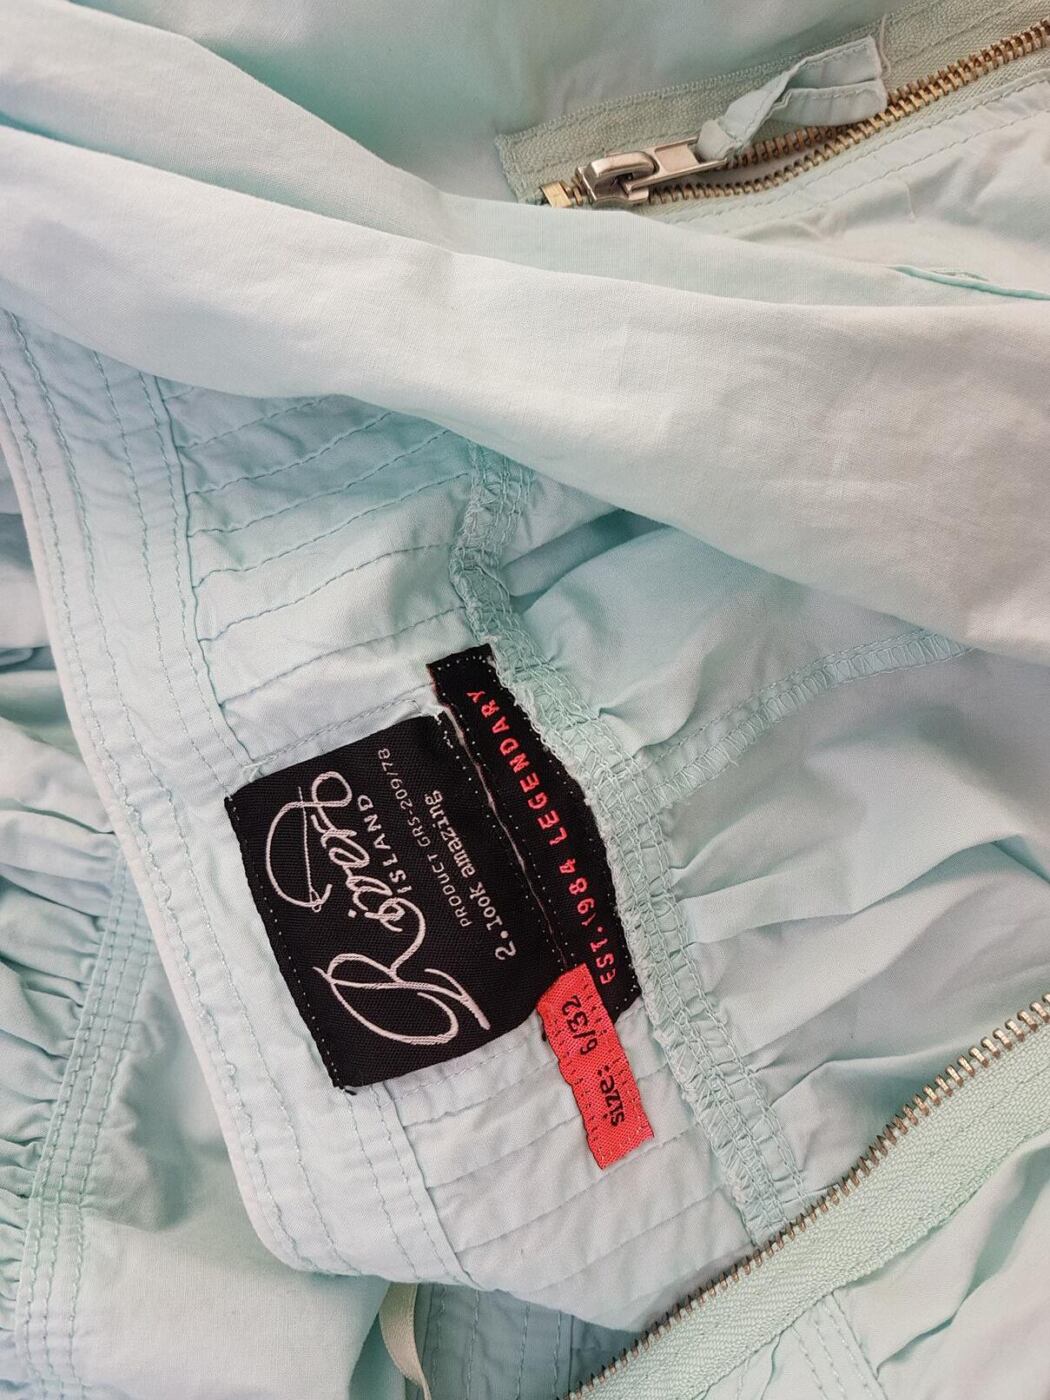 River
ISLAND
PRODUCT GRS-209/78
2. look amazing
EST. 1984 LEGENDARY
size: 6/32